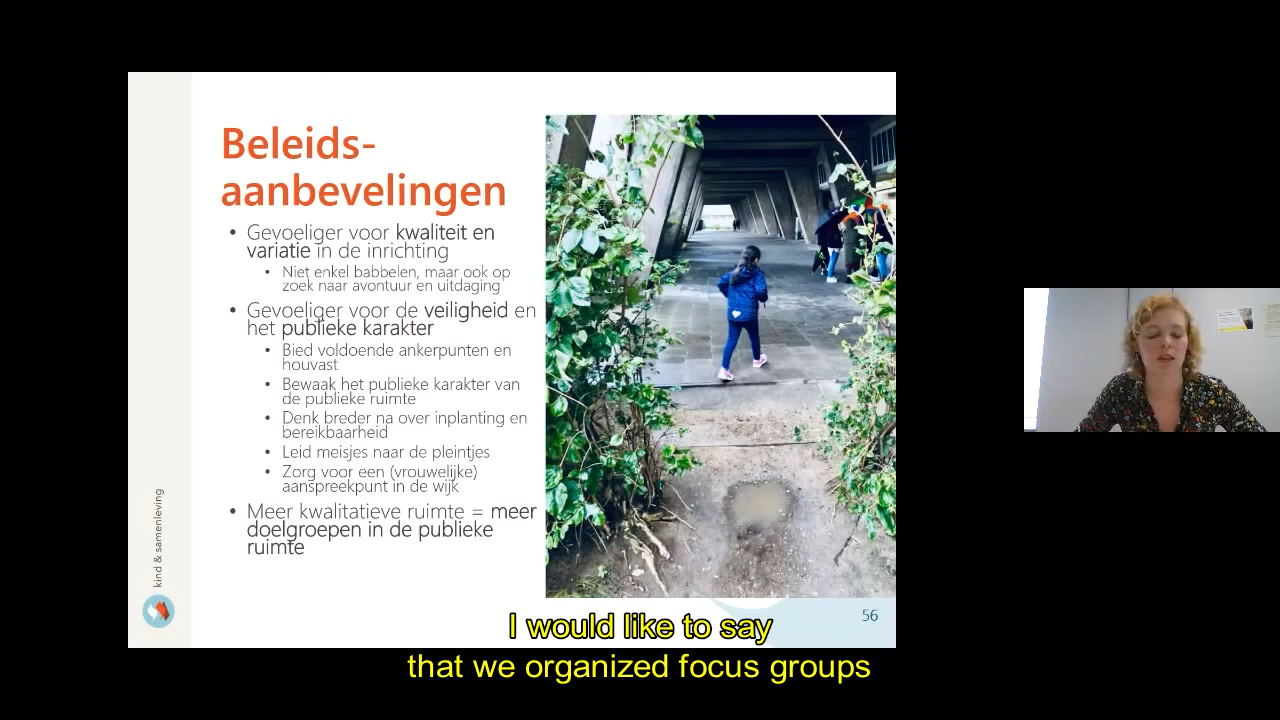 Beleids-
aanbevelingen
• Gevoeliger voor kwaliteit en
variatie in de inrichting
• Niet enkel babbelen, maar ook op
zoek naar avontuur en uitdaging
• Gevoeliger voor de veiligheid en
het publieke karakter
• Bied voldoende ankerpunten en
houvast
• Bewaak het publieke karakter van
de publieke ruimte
• Denk breder na over inplanting en
bereikbaarheid
• Leid meisjes naar de pleintjes
• Zorg voor een (vrouwelijke)
aanspreekpunt in de wijk
• Meer kwalitatieve ruimte = meer
doelgroepen in de publieke
ruimte
kind & samenleving
56
I would like to say
that we organized focus groups